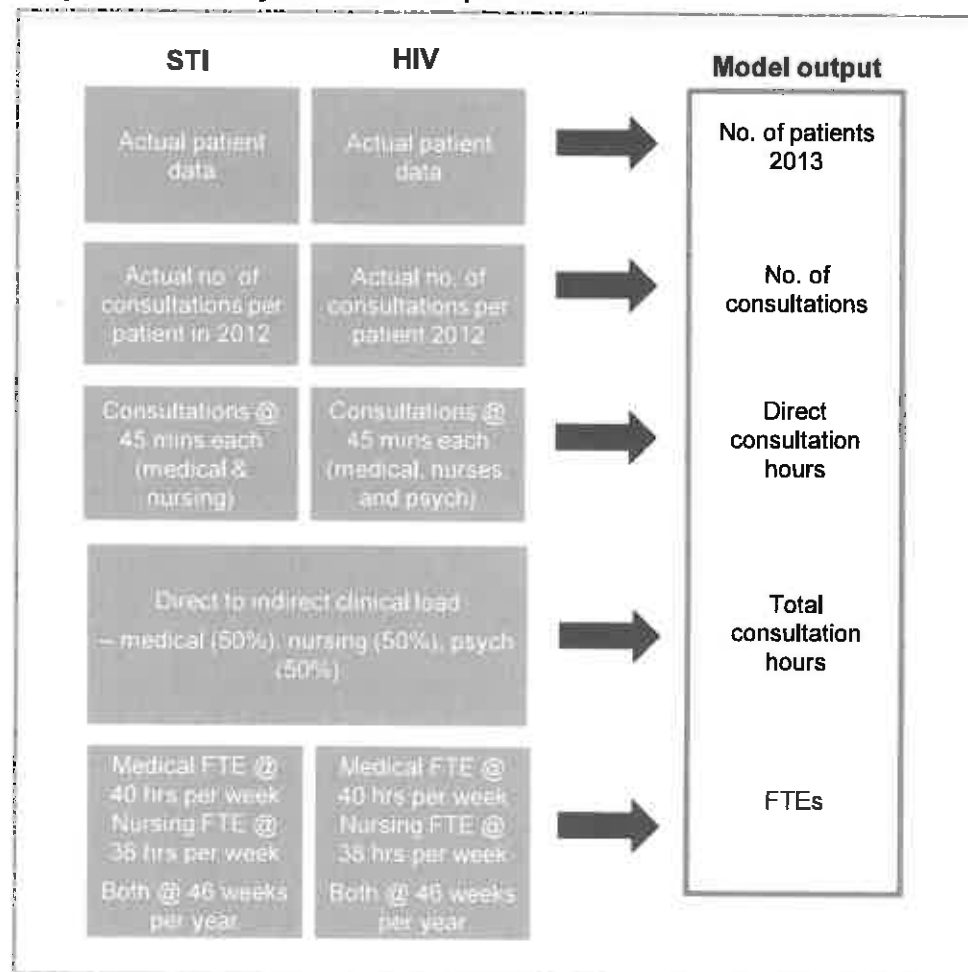 STI
HIV
Model output
Actual patient
data
Actual patient
data
No. of patients
2013
Actual no. of
consultations per
patient in 2012
Actual no. of
consultations per
patient 2012
No. of
consultations
Consultations @
45 mins each
(medical &
nursing)
Consultations @
45 mins each
(medical, nurses
and psych)
Direct
consultation
hours
Direct to indirect clinical load
– medical (50%), nursing (50%), psych
(50%)
Total
consultation
hours
Medical FTE @
40 hrs per week
Nursing FTE @
38 hrs per week
Both @ 46 weeks
per year
Medical FTE @
40 hrs per week
Nursing FTE @
38 hrs per week
Both @ 46 weeks
per year
FTEs